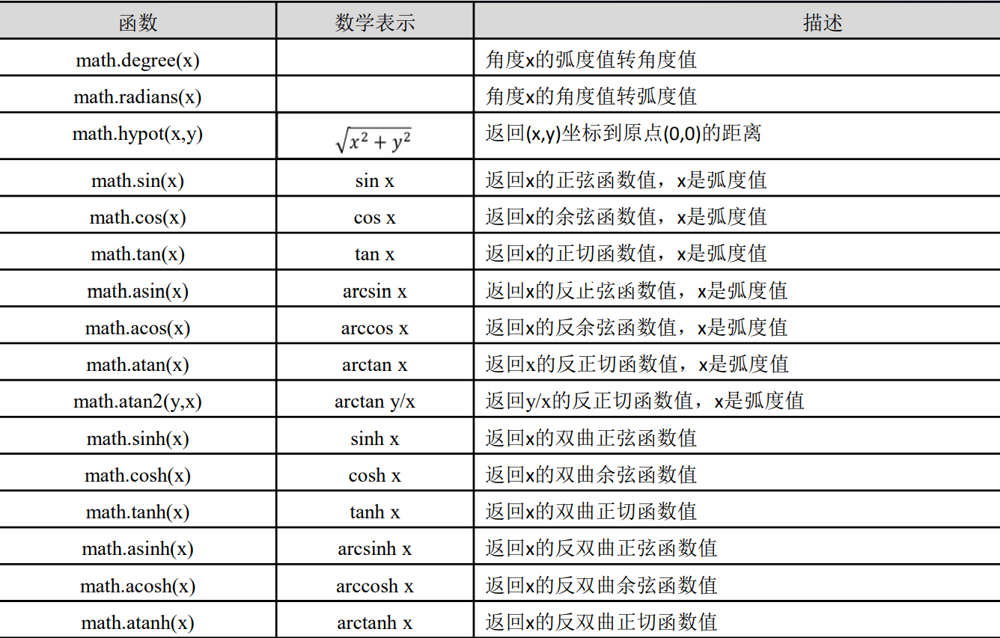 函数 数学表示 描述
math.degree(x) 角度x的弧度值转角度值
math.radians(x) 角度x的角度值转弧度值
math.hypot(x,y) √x² + y² 返回(x,y)坐标到原点(0,0)的距离
math.sin(x) sin x 返回x的正弦函数值，x是弧度值
math.cos(x) cos x 返回x的余弦函数值，x是弧度值
math.tan(x) tan x 返回x的正切函数值，x是弧度值
math.asin(x) arcsin x 返回x的反正弦函数值，x是弧度值
math.acos(x) arccos x 返回x的反余弦函数值，x是弧度值
math.atan(x) arctan x 返回x的反正切函数值，x是弧度值
math.atan2(y,x) arctan y/x 返回y/x的反正切函数值，x是弧度值
math.sinh(x) sinh x 返回x的双曲正弦函数值
math.cosh(x) cosh x 返回x的双曲余弦函数值
math.tanh(x) tanh x 返回x的双曲正切函数值
math.asinh(x) arcsinh x 返回x的反双曲正弦函数值
math.acosh(x) arccosh x 返回x的反双曲余弦函数值
math.atanh(x) arctanh x 返回x的反双曲正切函数值